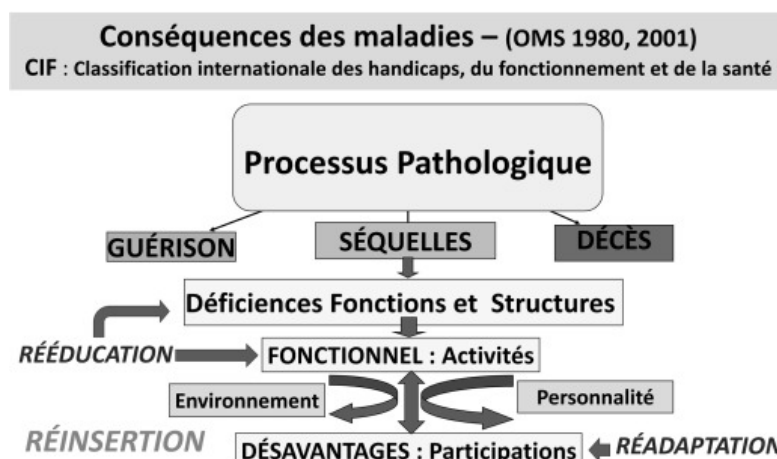 Conséquences des maladies – (OMS 1980, 2001)
CIF : Classification internationale des handicaps, du fonctionnement et de la santé
Processus Pathologique
GUÉRISON
SÉQUELLES
DÉCÈS
Déficiences Fonctions et Structures
RÉÉDUCATION
FONCTIONNEL : Activités
Environnement
Personnalité
RÉINSERTION
DÉSAVANTAGES : Participations
RÉADAPTATION